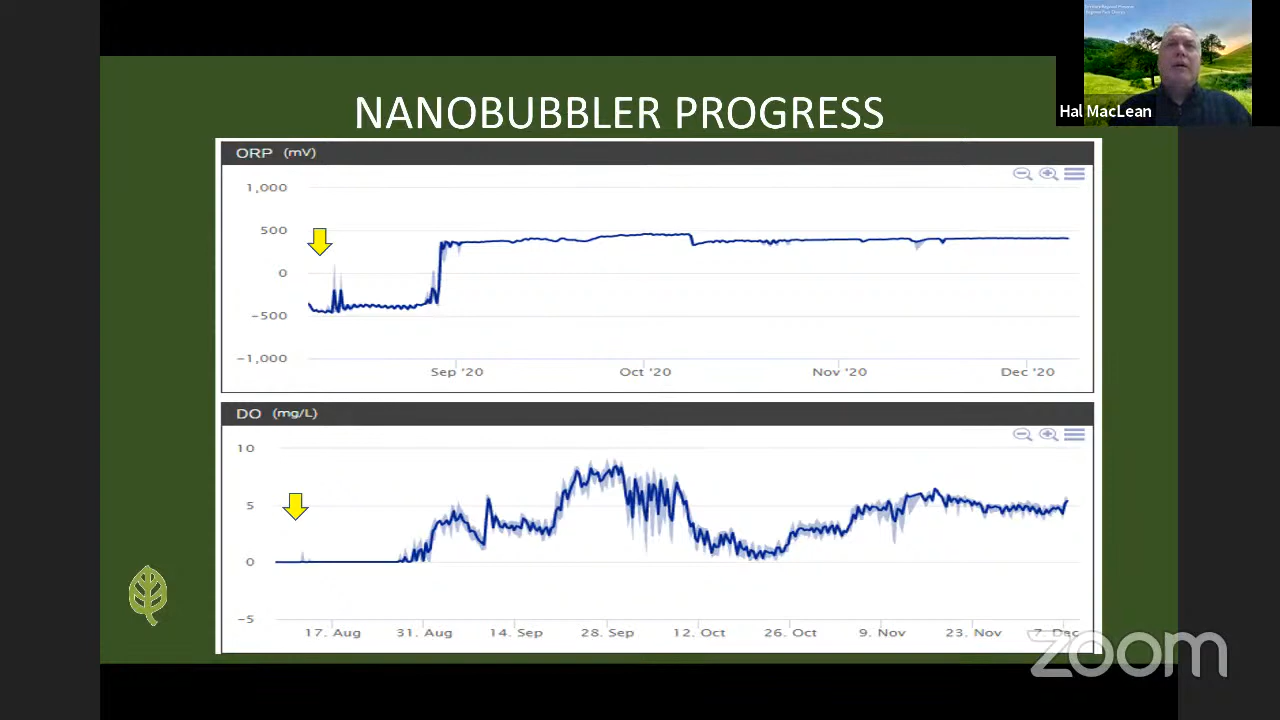 Hal MacLean
NANOBUBBLER PROGRESS
ORP (mV)
1,000
500
0
−500
−1,000
Sep '20
Oct '20
Nov '20
Dec '20
DO (mg/L)
10
5
0
−5
17. Aug
31. Aug
14. Sep
28. Sep
12. Oct
26. Oct
9. Nov
23. Nov
7. Dec
zoom